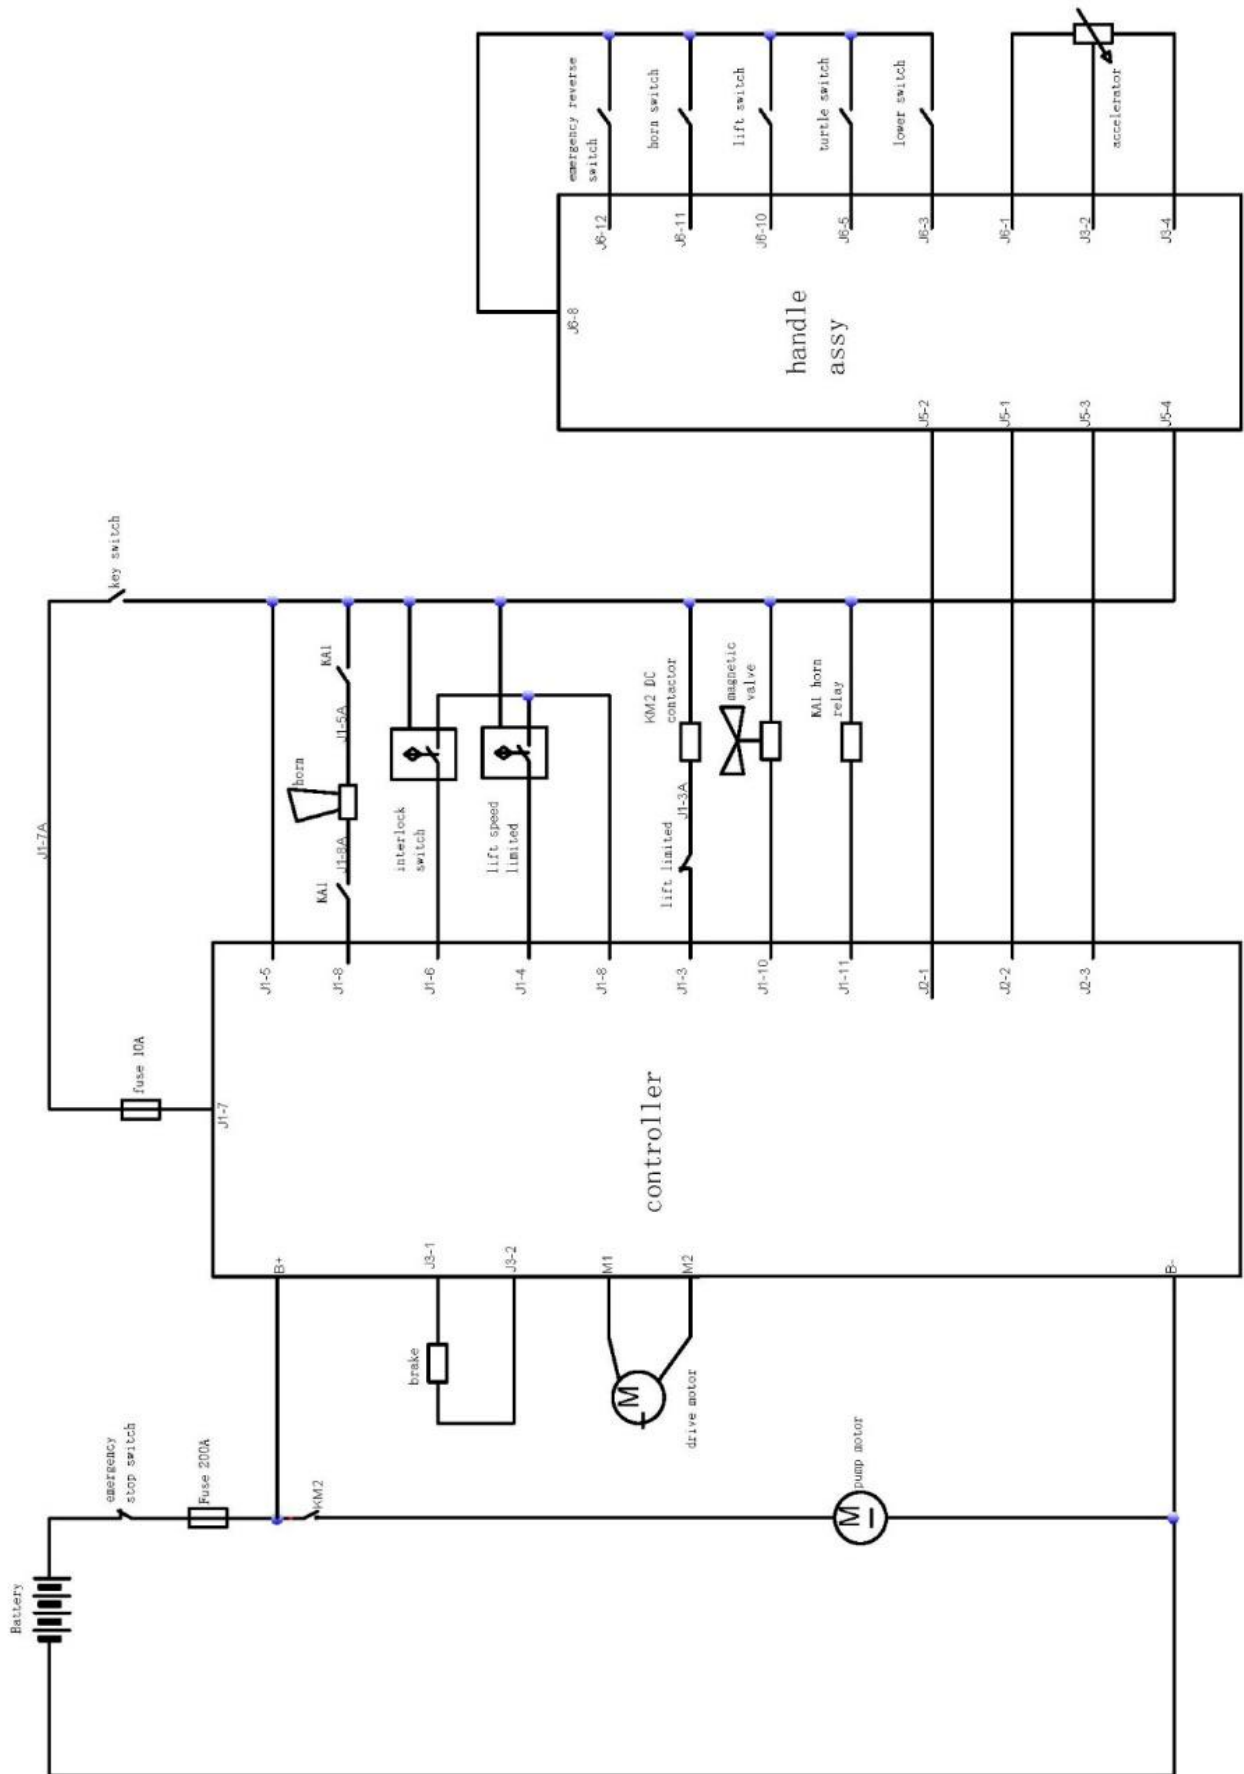 Battery
emergency
stop switch
Fuse 200A
KM2
M
pump motor
B+
brake
J3-1
J3-2
M1
M2
M
drive motor
B-
controller
J1-7
fuse 10A
J1-7A
key switch
J1-5
J1-8
KA1
J1-8A
horn
J1-5A
KA1
J1-6
interlock
switch
J1-4
lift speed
limited
J1-8
J1-3
lift limited
J1-3A
KM2 DC
contactor
J1-10
magnetic
valve
J1-11
KA1 horn
relay
J2-1
J2-2
J2-3
J5-2
J5-1
J5-3
J5-4
handle
assy
J6-8
J6-12
emergency reverse
switch
J6-11
horn switch
J6-10
lift switch
J6-5
turtle switch
J6-3
lower switch
J6-1
J3-2
J3-4
accelerator